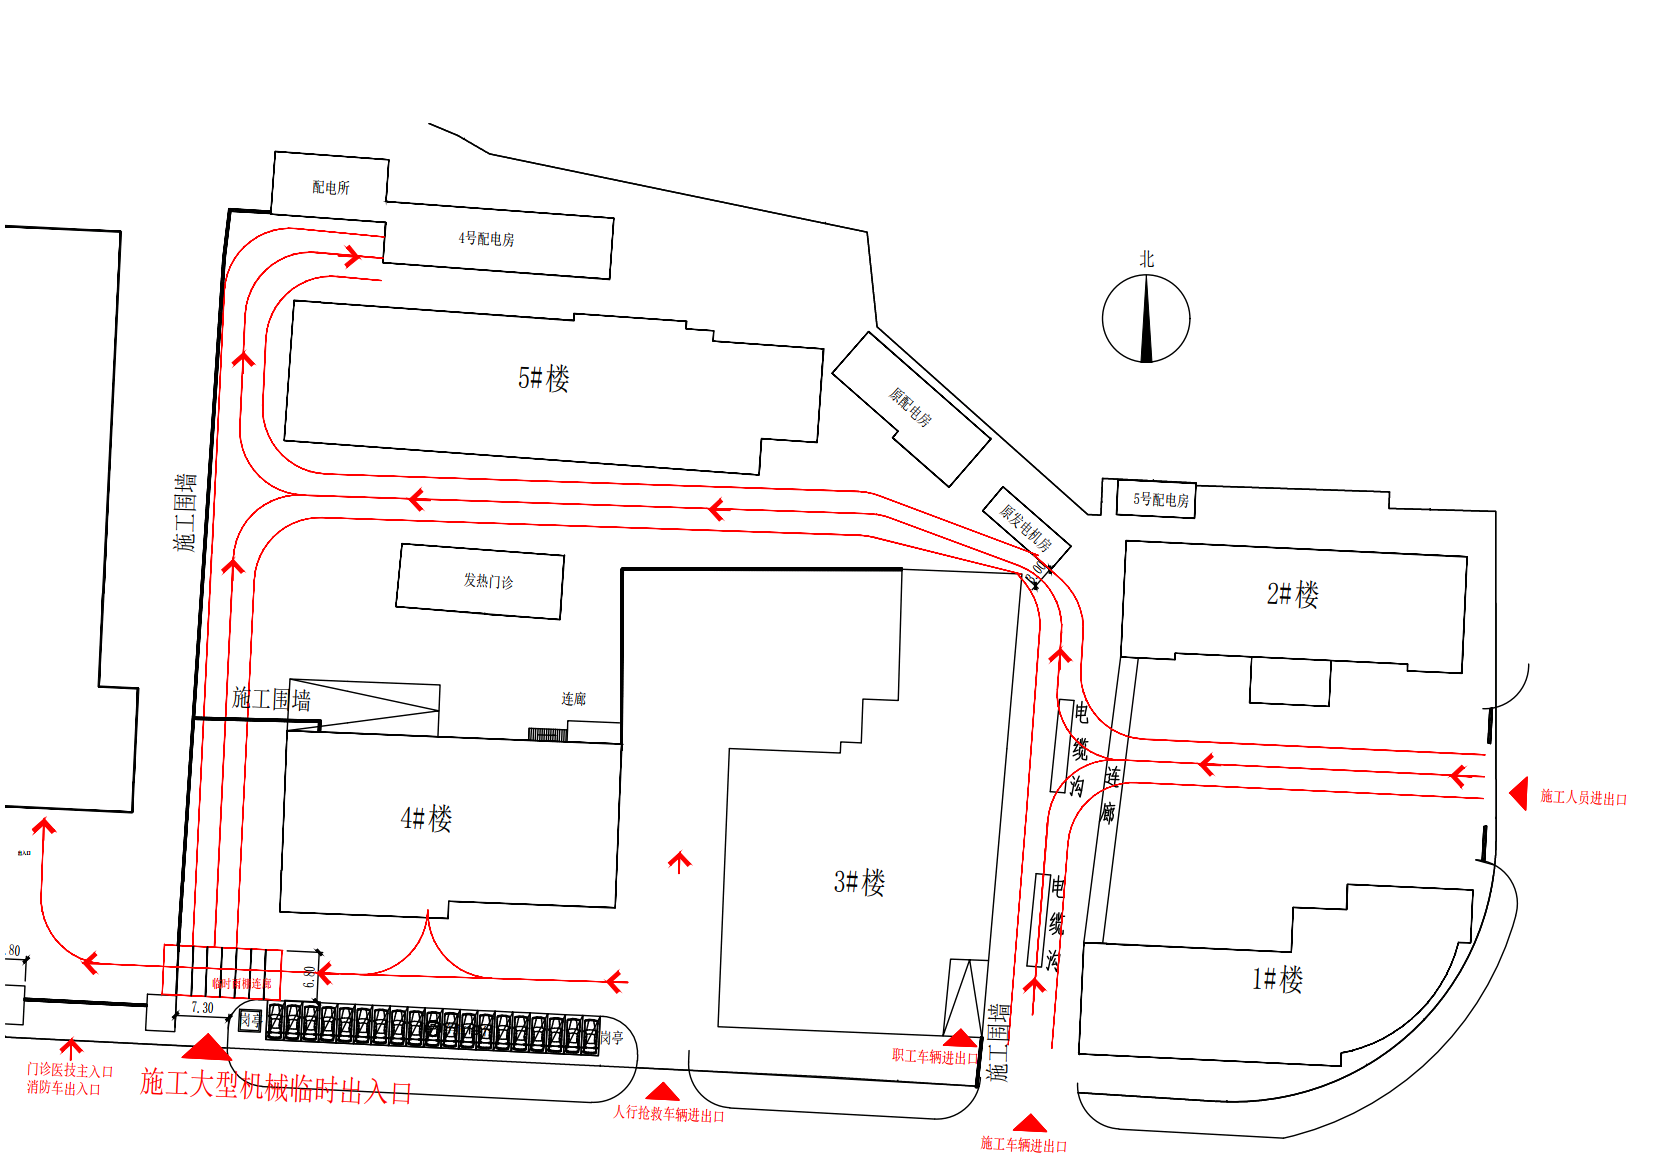 配电所
4号配电房
北
5#楼
原配电房
5号配电房
原发电机房
施工围墙
发热门诊
2#楼
施工围墙
连廊
电缆沟
连廊
施工人员进出口
4#楼
出入口
3#楼
电缆沟
1#楼
.80
6.80
临时雨棚连廊
7.30
岗亭
岗亭
施工围墙
职工车辆进出口
门诊医技主入口
消防车出入口
施工大型机械临时出入口
人行抢救车辆进出口
施工车辆进出口